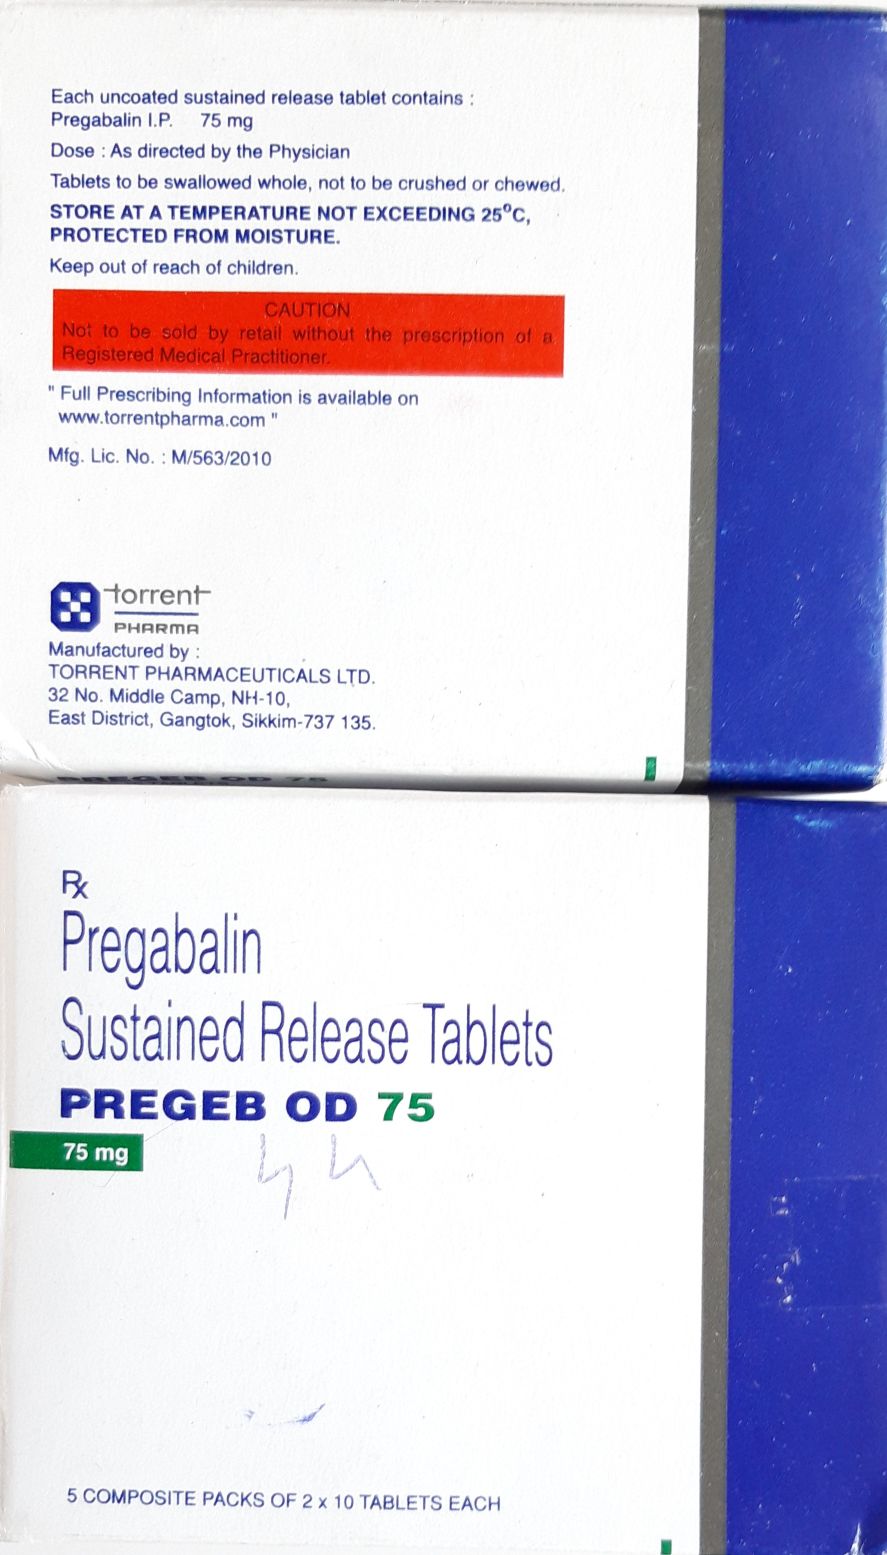 Each uncoated sustained release tablet contains :
Pregabalin I.P. 75 mg
Dose : As directed by the Physician
Tablets to be swallowed whole, not to be crushed or chewed.
STORE AT A TEMPERATURE NOT EXCEEDING 25°C,
PROTECTED FROM MOISTURE.
Keep out of reach of children.
CAUTION
Not to be sold by retail without the prescription of a
Registered Medical Practitioner.
" Full Prescribing Information is available on
www.torrentpharma.com "
Mfg. Lic. No. : M/563/2010
torrent
PHARMA
Manufactured by :
TORRENT PHARMACEUTICALS LTD.
32 No. Middle Camp, NH-10,
East District, Gangtok, Sikkim-737 135.
PREGEB OD 75
Rx
Pregabalin
Sustained Release Tablets
PREGEB OD 75
75 mg
5 COMPOSITE PACKS OF 2 x 10 TABLETS EACH